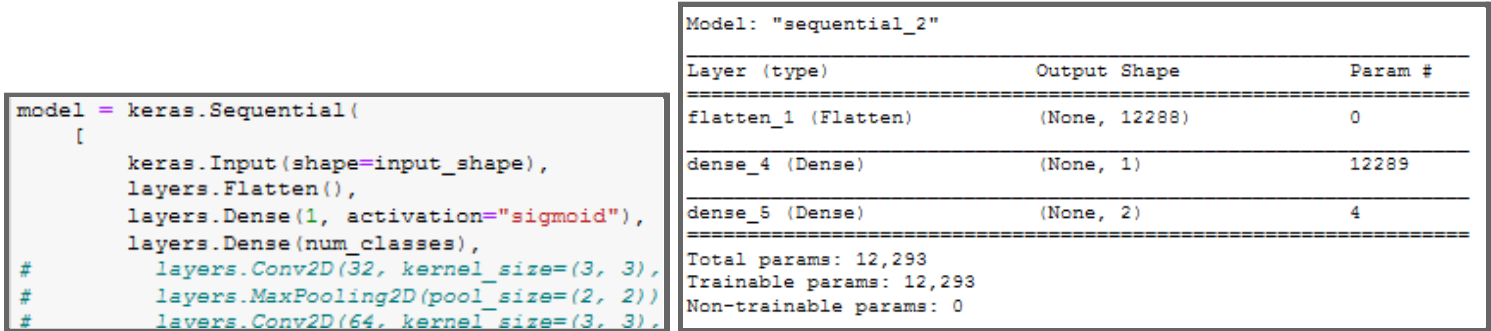 model = keras.Sequential(
[
keras.Input(shape=input_shape),
layers.Flatten(),
layers.Dense(1, activation="sigmoid"),
layers.Dense(num_classes),
# layers.Conv2D(32, kernel_size=(3, 3),
# layers.MaxPooling2D(pool_size=(2, 2))
# layers.Conv2D(64, kernel_size=(3, 3),
Model: "sequential_2"
Layer (type) Output Shape Param #
flatten_1 (Flatten) (None, 12288) 0
dense_4 (Dense) (None, 1) 12289
dense_5 (Dense) (None, 2) 4
Total params: 12,293
Trainable params: 12,293
Non-trainable params: 0